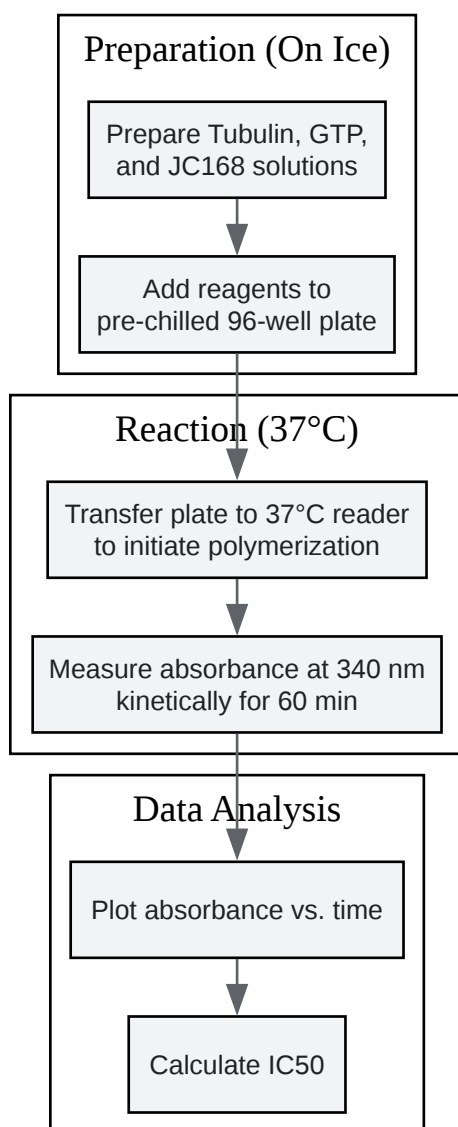 Preparation (On Ice)
Prepare Tubulin, GTP,
and JC168 solutions
Add reagents to
pre-chilled 96-well plate
Reaction (37°C)
Transfer plate to 37°C reader
to initiate polymerization
Measure absorbance at 340 nm
kinetically for 60 min
Data Analysis
Plot absorbance vs. time
Calculate IC50